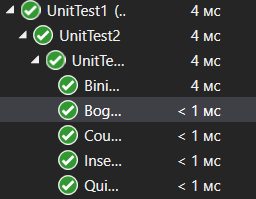 UnitTest1 (.. 4 мс
UnitTest2 4 мс
UnitTe... 4 мс
Bini... 4 мс
Bog... < 1 мс
Cou... < 1 мс
Inse... < 1 мс
Qui... < 1 мс